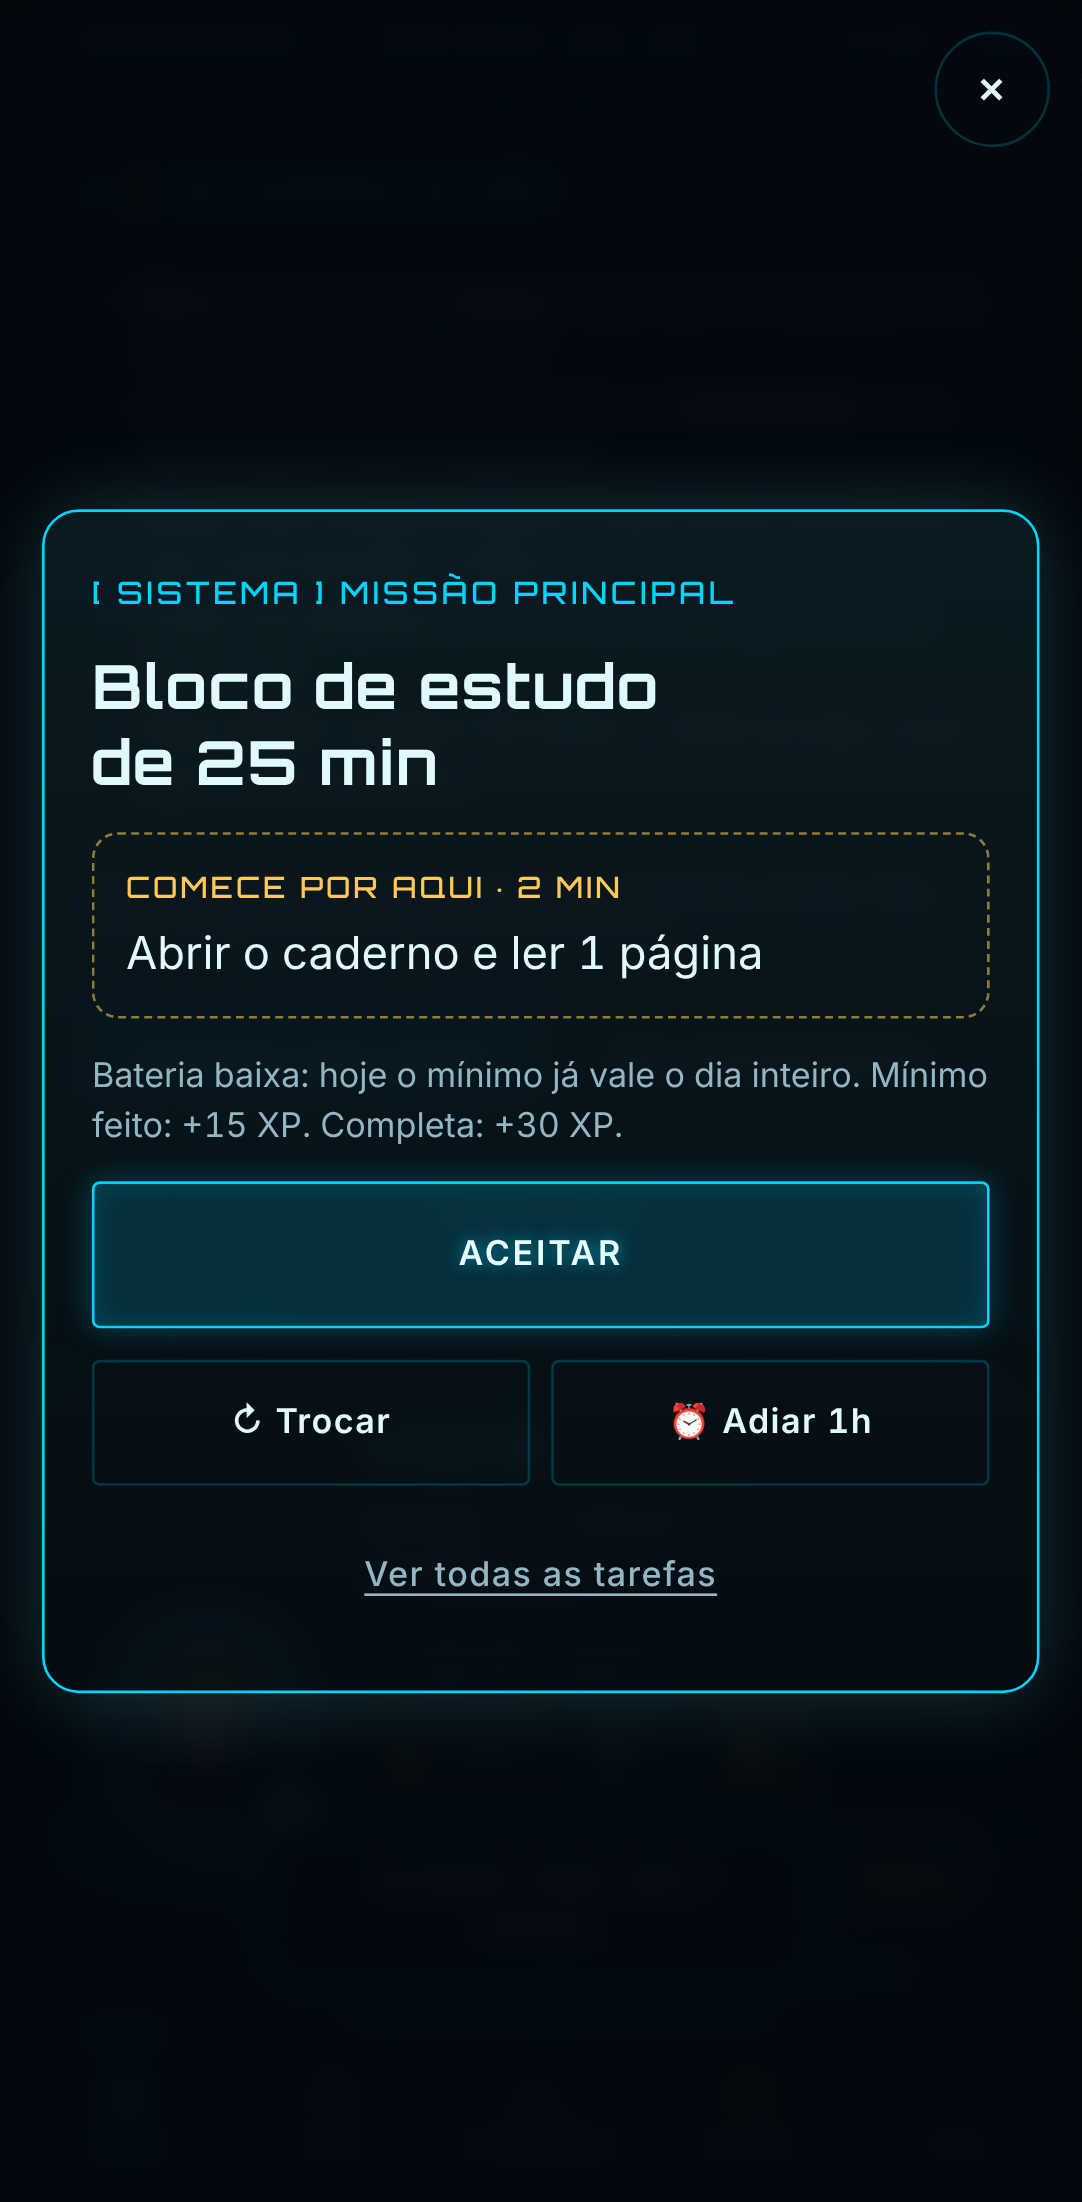 ×
[ SISTEMA ] MISSÃO PRINCIPAL
Bloco de estudo
de 25 min
COMECE POR AQUI · 2 MIN
Abrir o caderno e ler 1 página
Bateria baixa: hoje o mínimo já vale o dia inteiro. Mínimo
feito: +15 XP. Completa: +30 XP.
ACEITAR
↻ Trocar
⏰ Adiar 1h
Ver todas as tarefas